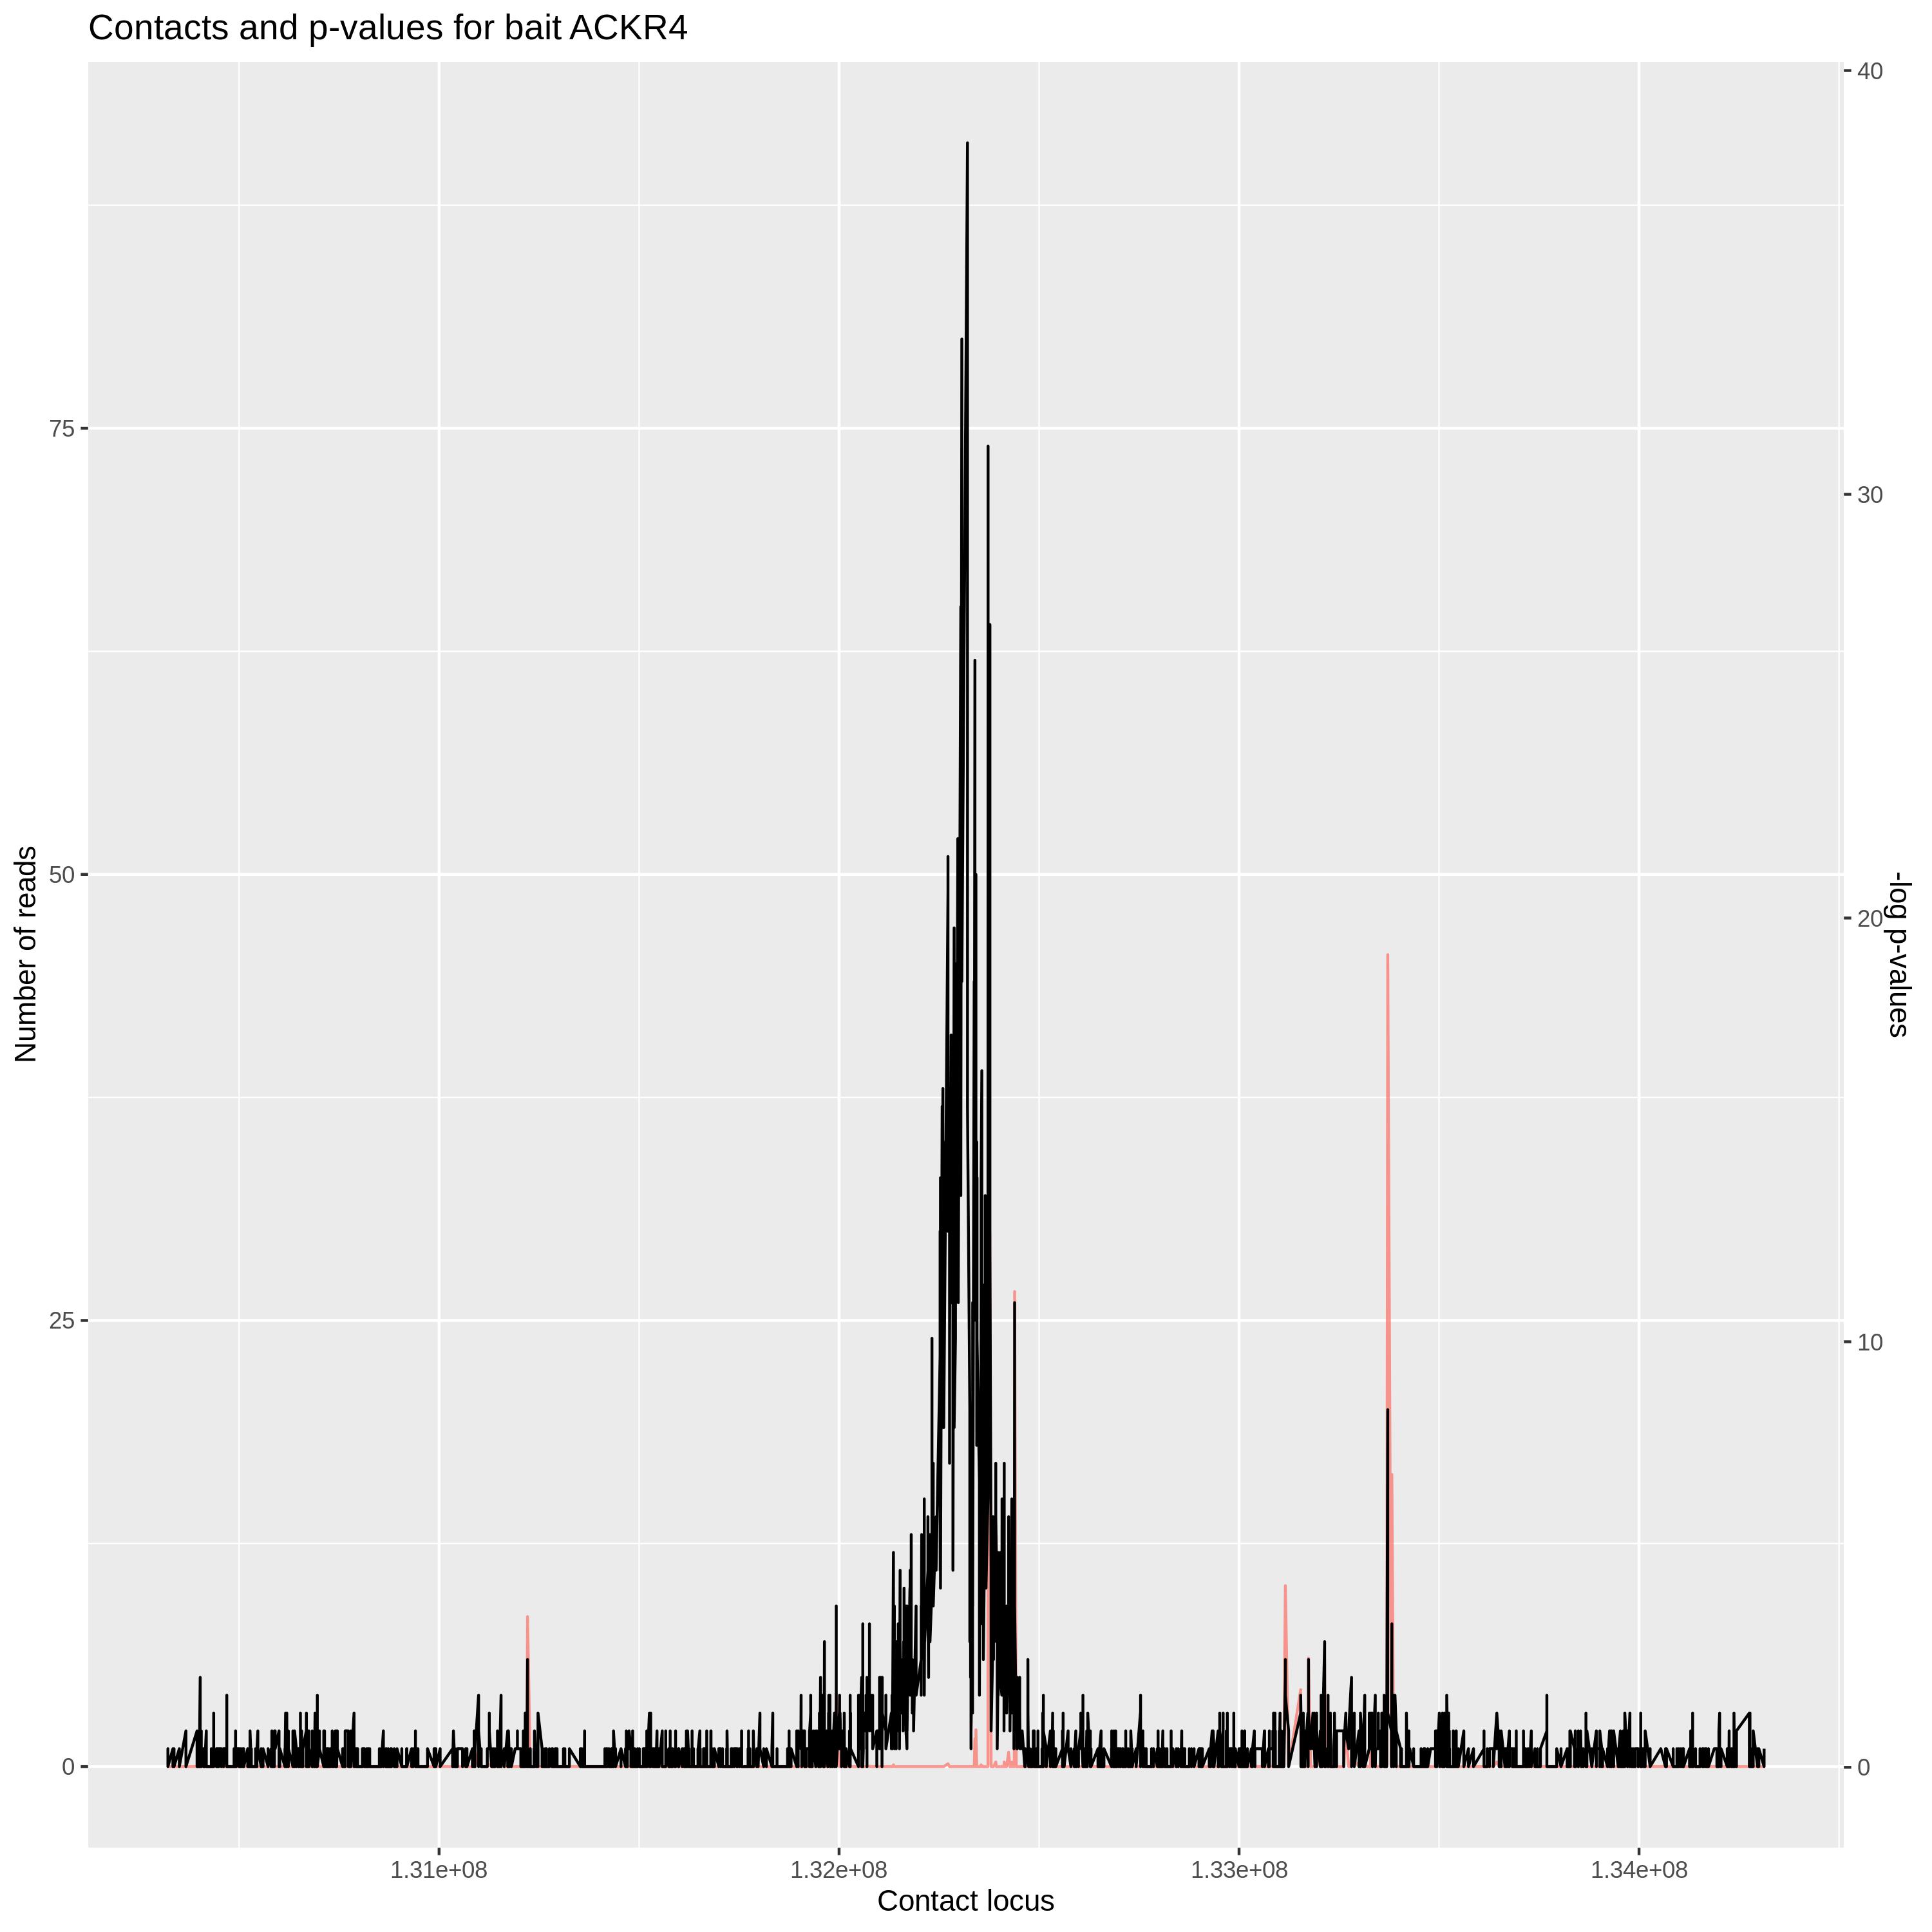 Contacts and p-values for bait ACKR4
Number of reads
75
50
25
0
40
30
20
10
0
-log p-values
1.31e+08
1.32e+08
1.33e+08
1.34e+08
Contact locus